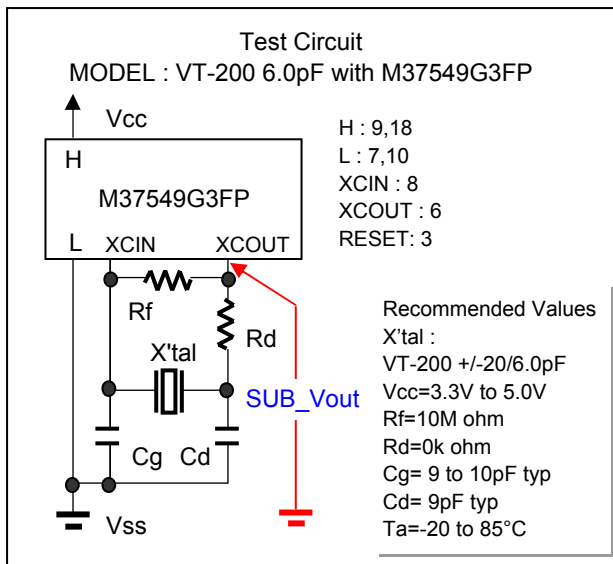 Test Circuit
MODEL : VT-200 6.0pF with M37549G3FP
Vcc
H
M37549G3FP
L XCIN XCOUT
H : 9,18
L : 7,10
XCIN : 8
XCOUT : 6
RESET: 3
Rf
Rd
X'tal
SUB_Vout
Cg Cd
Vss
Recommended Values
X’tal :
VT-200 +/-20/6.0pF
Vcc=3.3V to 5.0V
Rf=10M ohm
Rd=0k ohm
Cg= 9 to 10pF typ
Cd= 9pF typ
Ta=-20 to 85°C